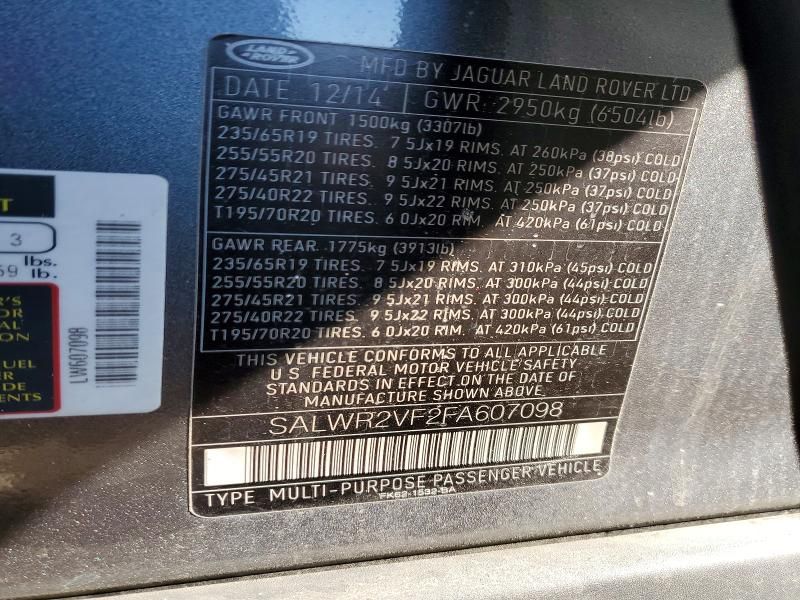 LAND
ROVER
MFD BY JAGUAR LAND ROVER LTD
DATE 12/14 GWR: 2950kg (6504lb)
GAWR FRONT 1500kg (3307lb)
235/65R19 TIRES. 7 5Jx19 RIMS. AT 260kPa (38psi) COLD
255/55R20 TIRES. 8 5Jx20 RIMS. AT 250kPa (37psi) COLD
275/45R21 TIRES. 9 5Jx21 RIMS. AT 250kPa (37psi) COLD
275/40R22 TIRES. 9 5Jx22 RIMS. AT 250kPa (37psi) COLD
T195/70R20 TIRES. 6 0Jx20 RIM. AT 420kPa (61psi) COLD
GAWR REAR 1775kg (3913lb)
235/65R19 TIRES. 7 5Jx19 RIMS. AT 310kPa (45psi) COLD
255/55R20 TIRES. 8 5Jx20 RIMS. AT 300kPa (44psi) COLD
275/45R21 TIRES. 9 5Jx21 RIMS. AT 300kPa (44psi) COLD
275/40R22 TIRES. 9 5Jx22 RIMS. AT 300kPa (44psi) COLD
T195/70R20 TIRES. 6 0Jx20 RIM. AT 420kPa (61psi) COLD
THIS VEHICLE CONFORMS TO ALL APPLICABLE
U S FEDERAL MOTOR VEHICLE SAFETY
STANDARDS IN EFFECT ON THE DATE OF
MANUFACTURE SHOWN ABOVE
SALWR2VF2FA607098
TYPE MULTI-PURPOSE PASSENGER VEHICLE
FK62-1532-BA
3
lbs.
lb.
LW607098